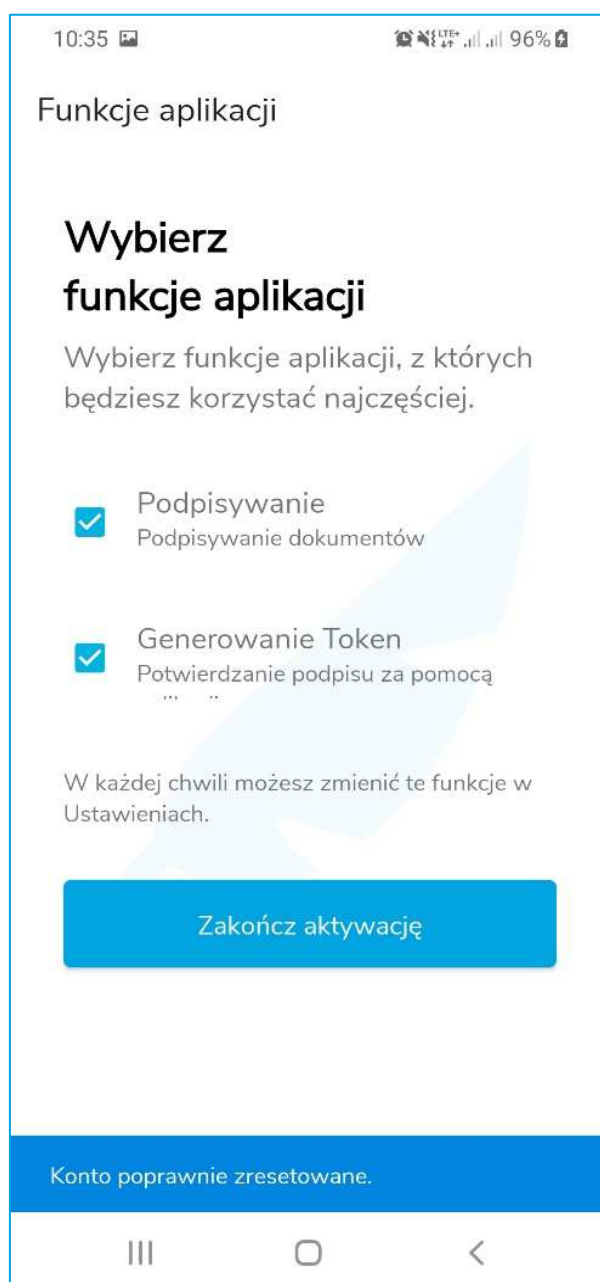 10:35
LTE+ 96%
Funkcje aplikacji
Wybierz
funkcje aplikacji
Wybierz funkcje aplikacji, z których
będziesz korzystać najczęściej.
Podpisywanie
Podpisywanie dokumentów
Generowanie Token
Potwierdzanie podpisu za pomocą
W każdej chwili możesz zmienić te funkcje w
Ustawieniach.
Zakończ aktywację
Konto poprawnie zresetowane.